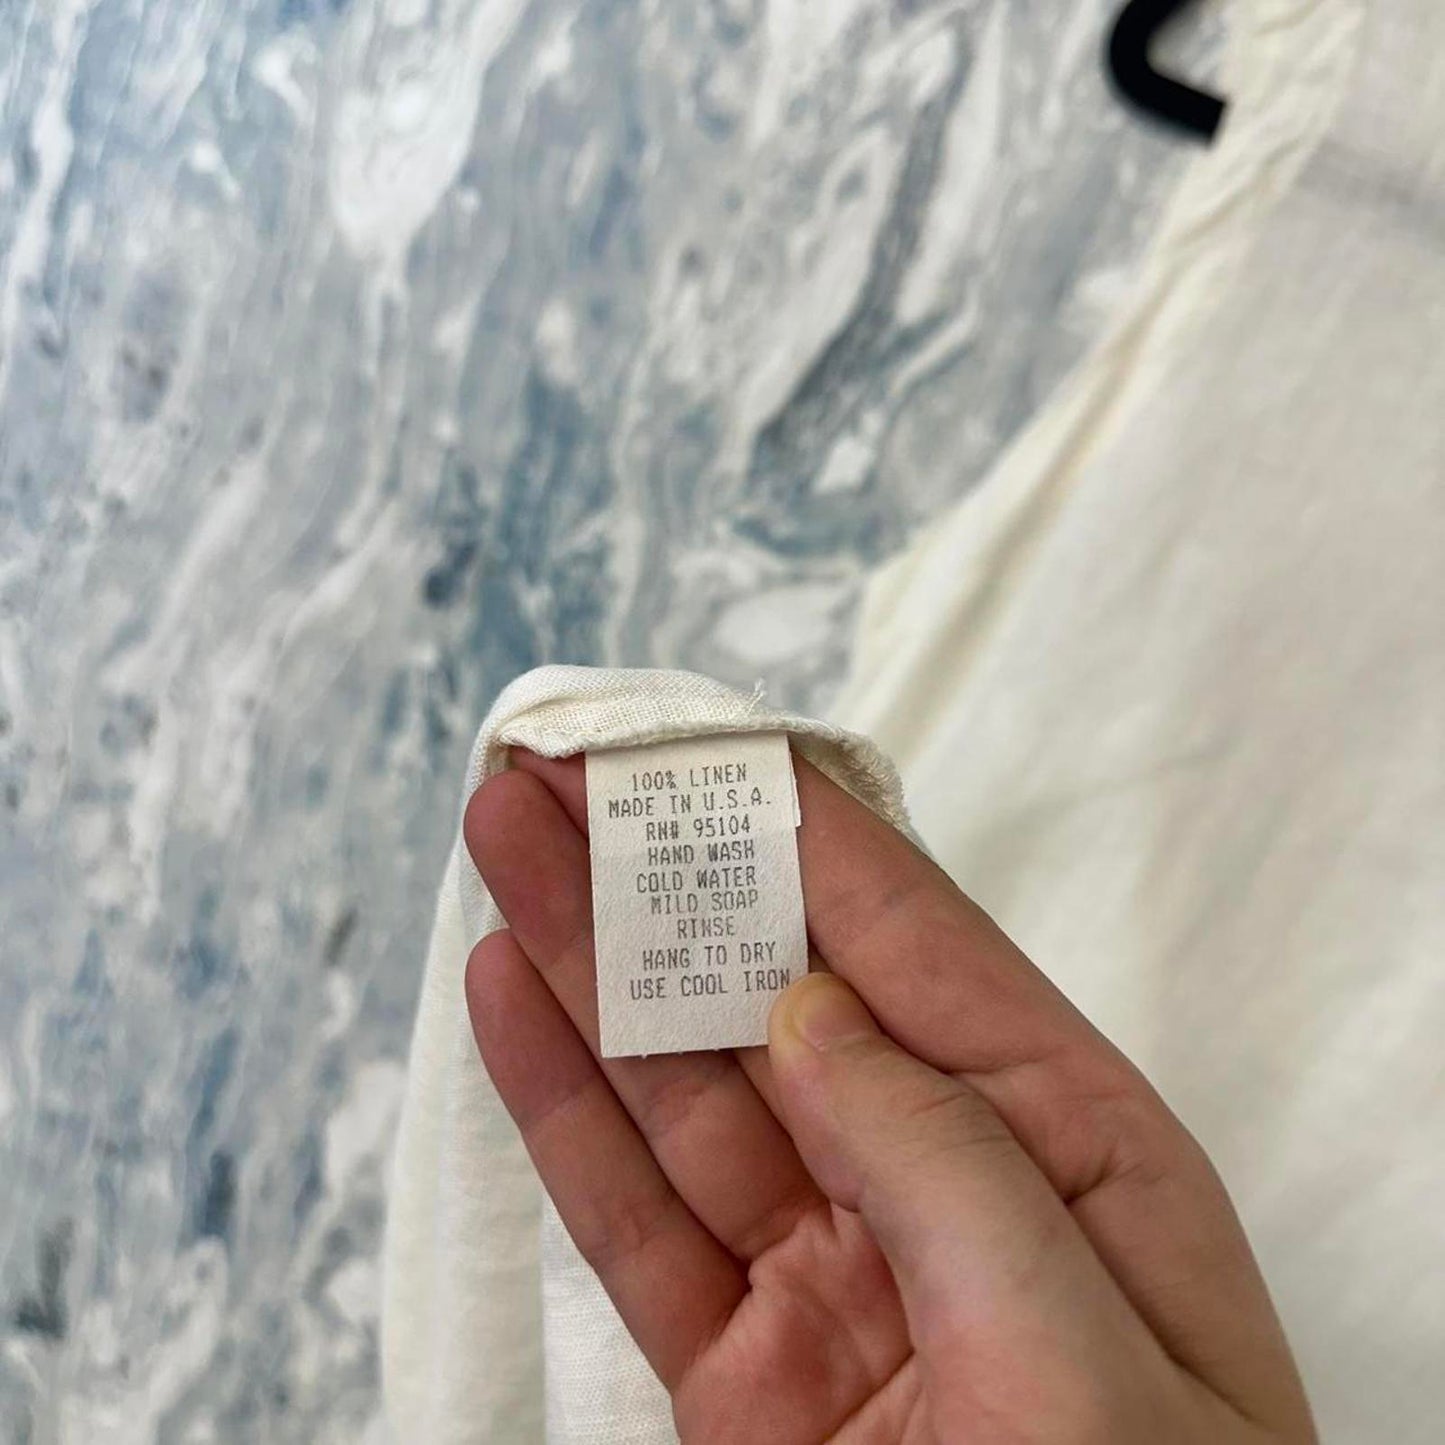 100% LINEN
MADE IN U.S.A.
RN# 95104
HAND WASH
COLD WATER
MILD SOAP
RINSE
HANG TO DRY
USE COOL IRON